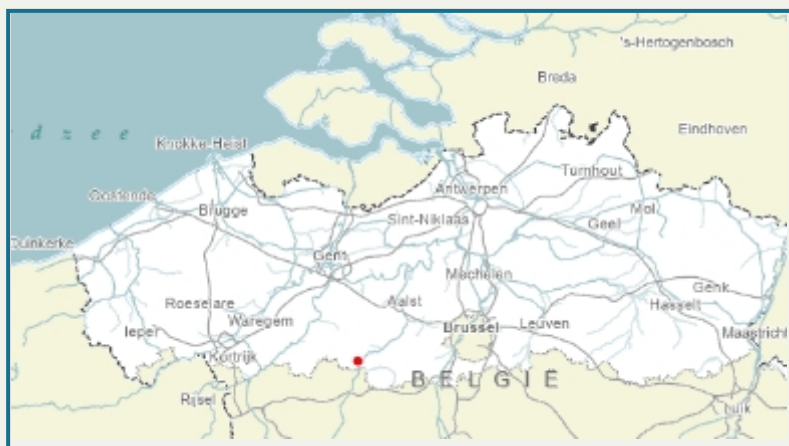 's-Hertogenbosch
Breda
dzee
Eindhoven
Knokke-Heist
Turnhout
Antwerpen
Oostende
Brugge
Sint-Niklaas
Mol
Geel
Duinkerke
Gent
Mechelen
Genk
Roeselare
Aalst
Hasselt
Waregem
Ieper
Brussel
Leuven
Maastricht
Kortrijk
BELGIË
Rijsel
Luik